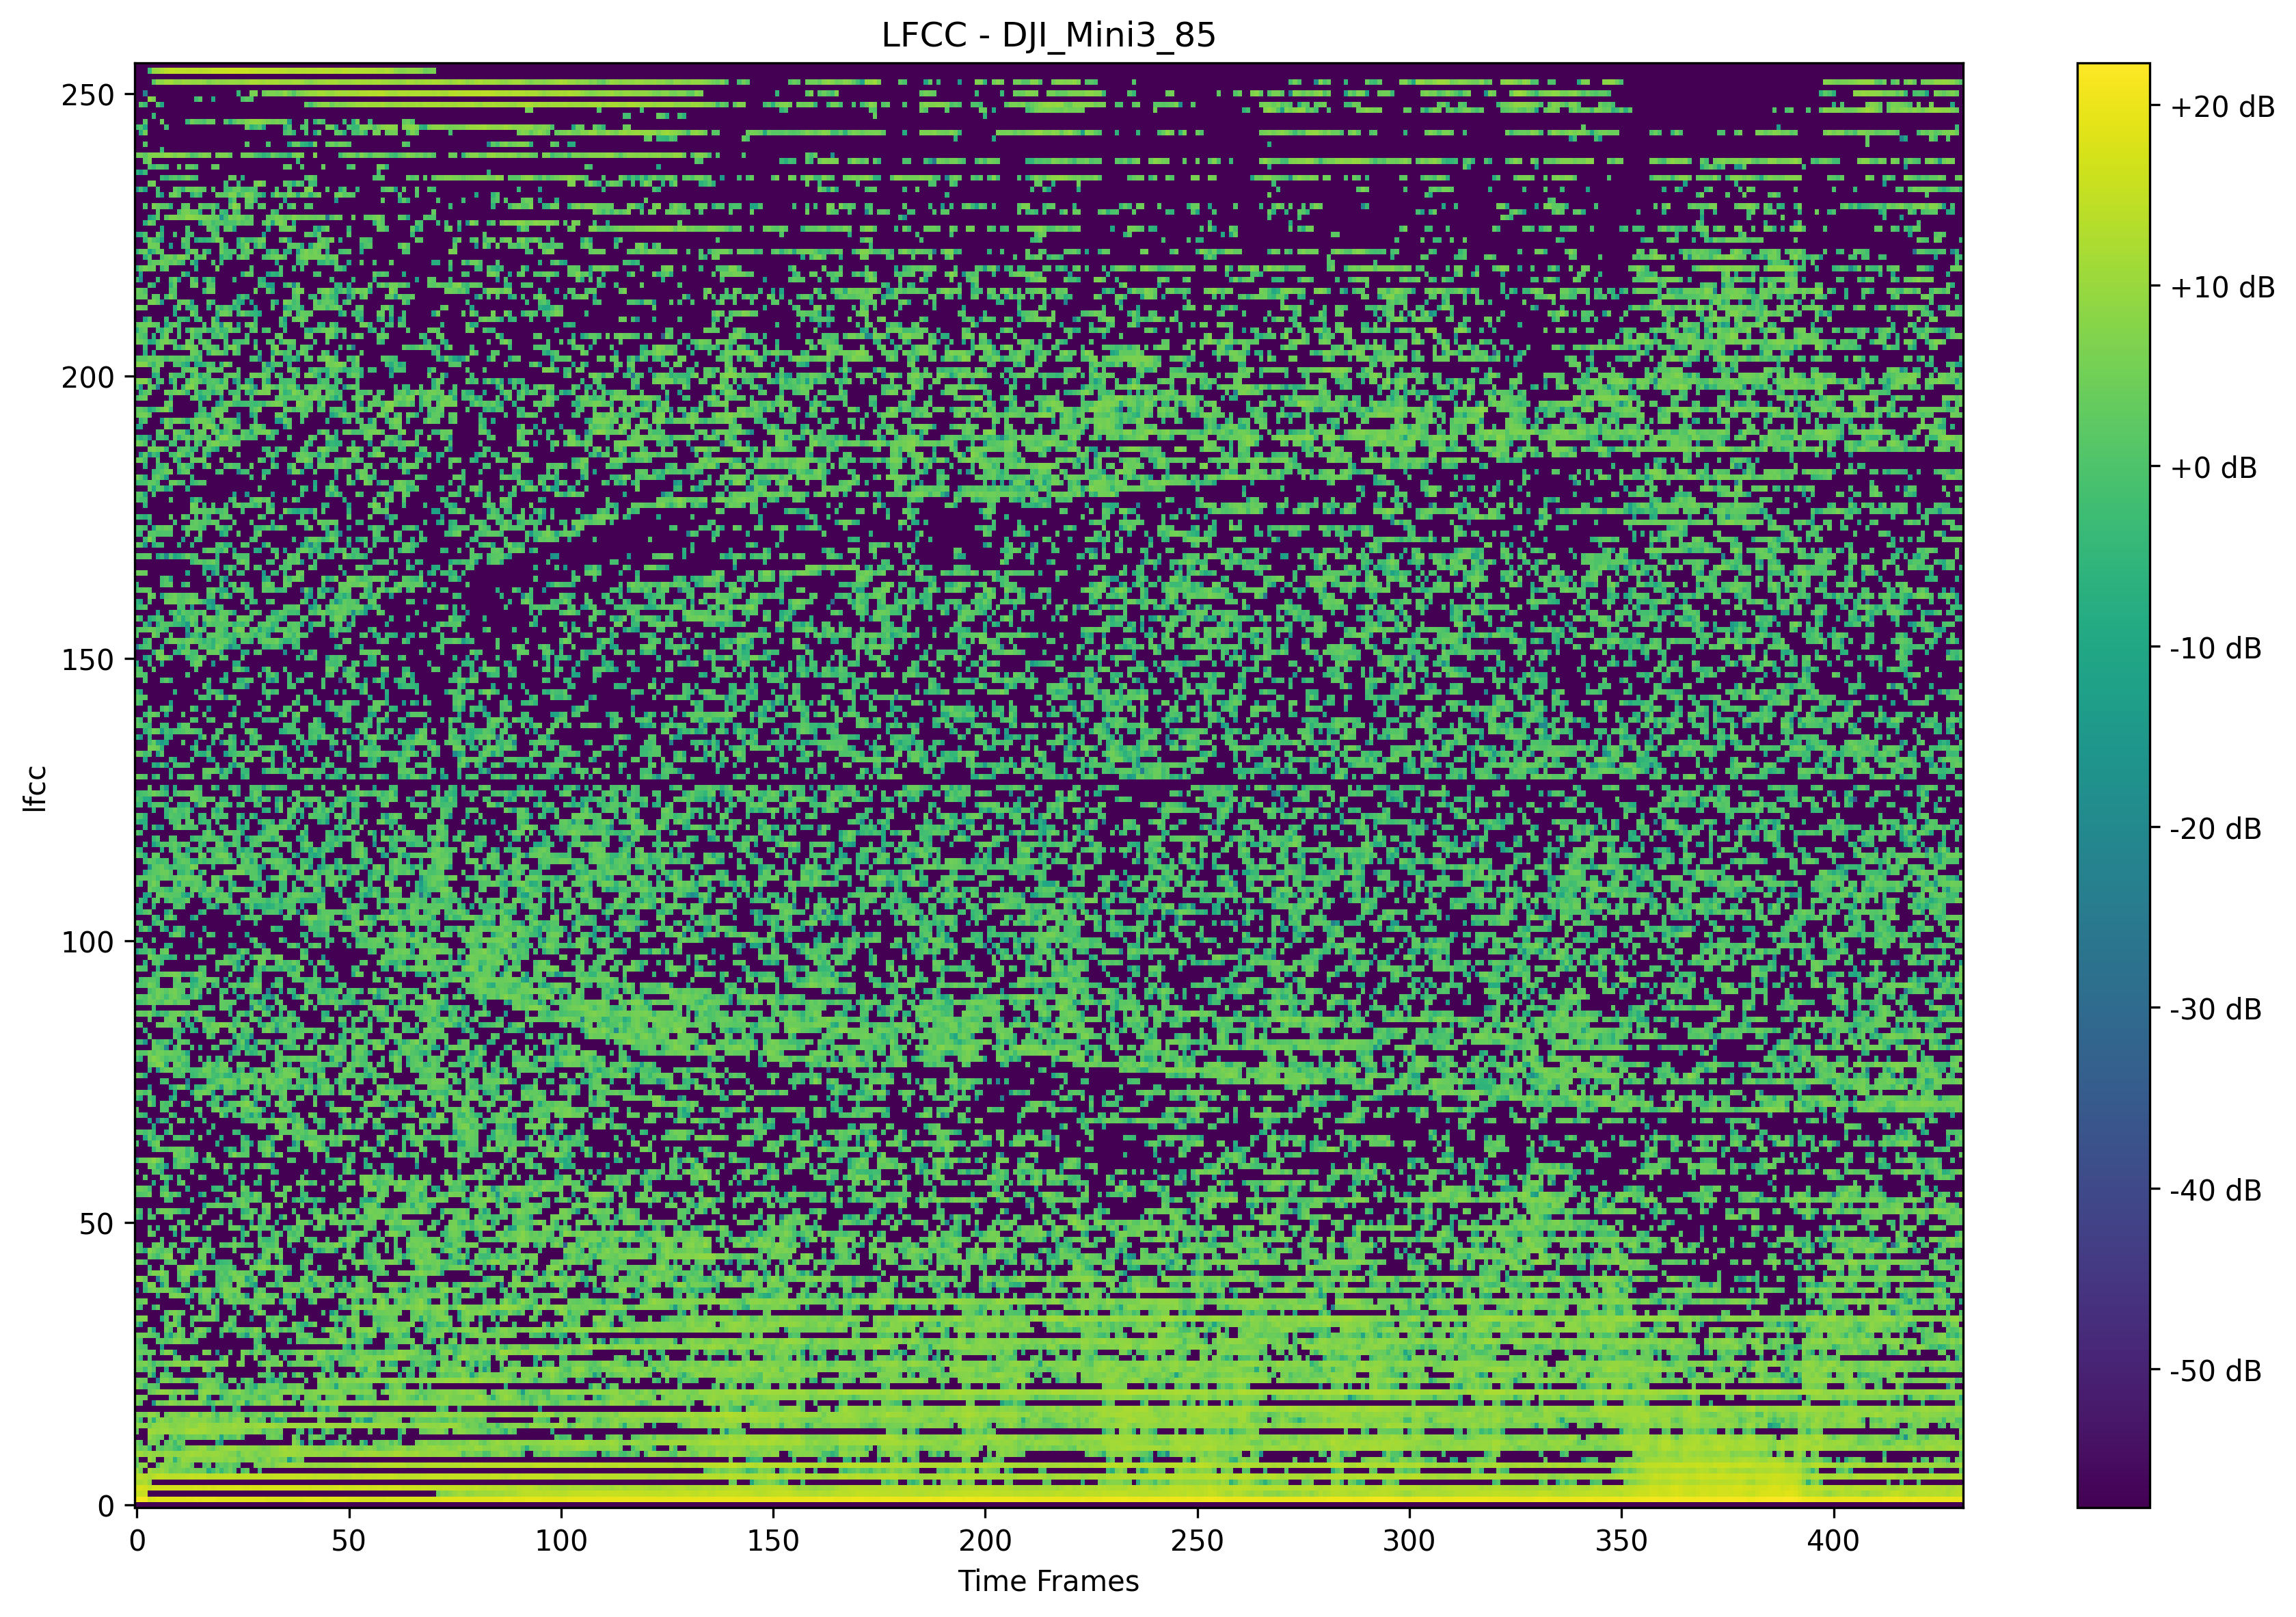 LFCC - DJI_Mini3_85
250
200
150
100
50
0
lfcc
0 50 100 150 200 250 300 350 400
Time Frames
+20 dB
+10 dB
+0 dB
-10 dB
-20 dB
-30 dB
-40 dB
-50 dB